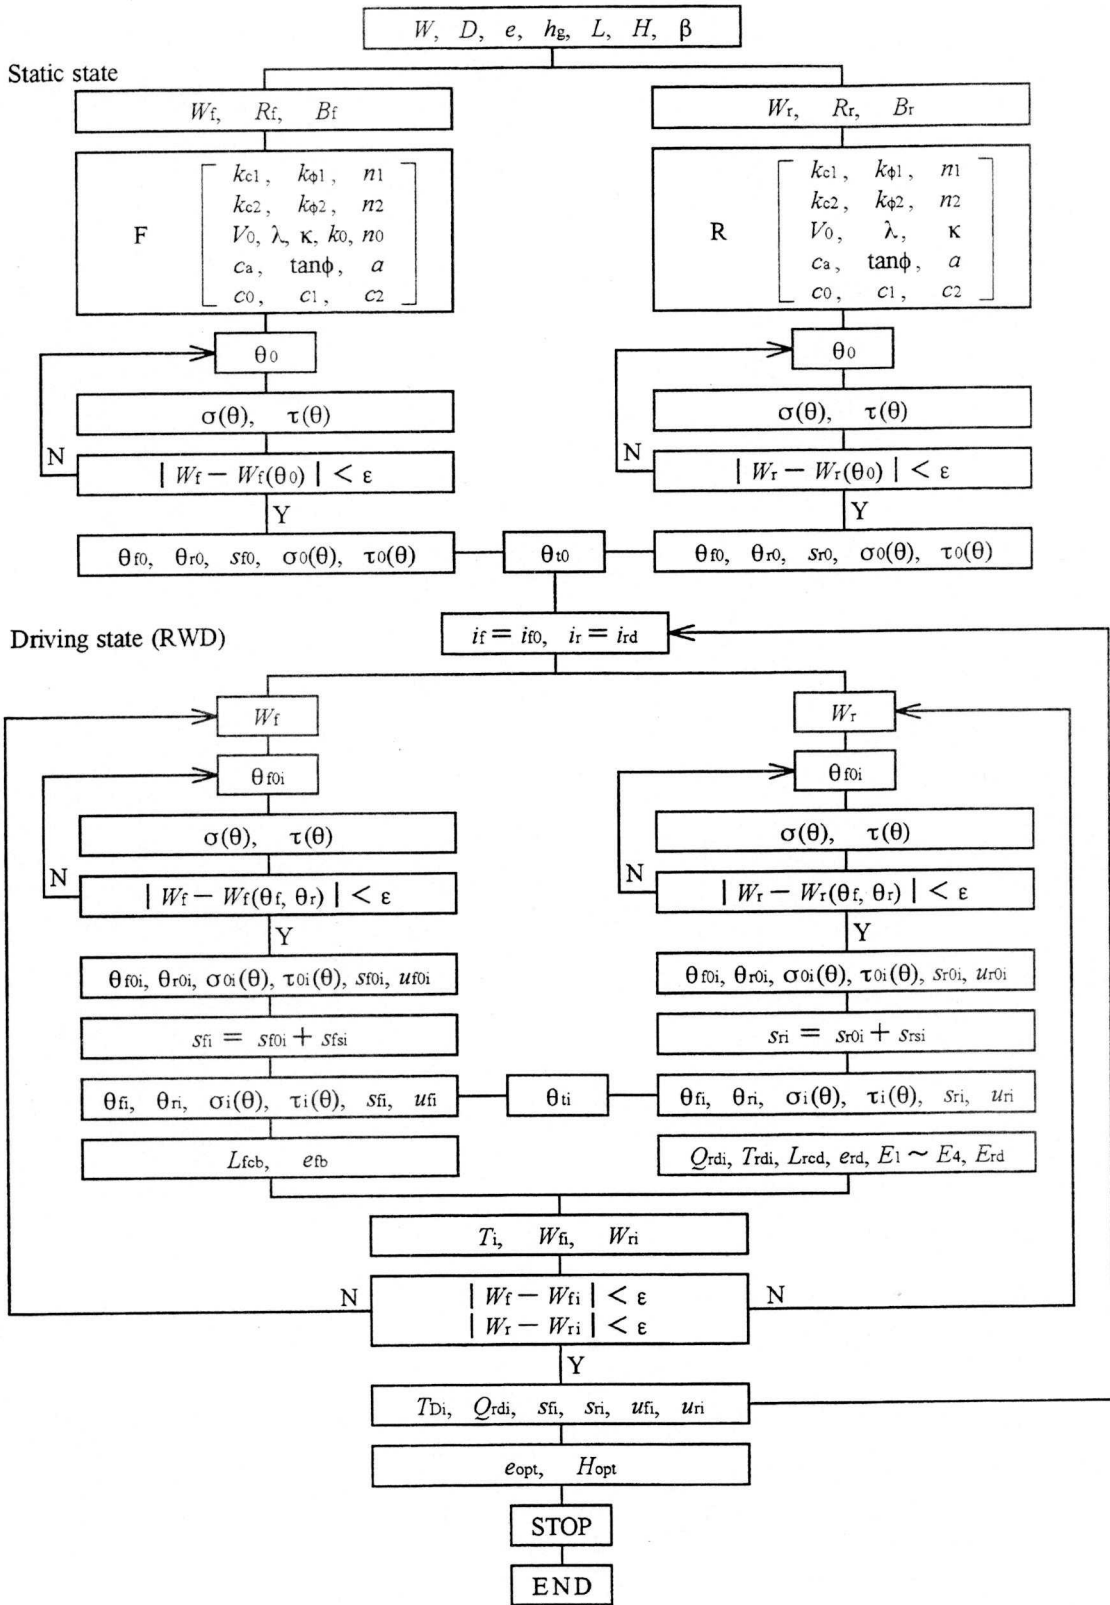 W, D, e, hg, L, H, β
Static state
Wf, Rf, Bf
Wr, Rr, Br
F
kc1, kϕ1, n1
kc2, kϕ2, n2
V0, λ, κ, k0, n0
ca, tanϕ, a
c0, c1, c2
R
kc1, kϕ1, n1
kc2, kϕ2, n2
V0, λ, κ
ca, tanϕ, a
c0, c1, c2
θ0
θ0
σ(θ), τ(θ)
σ(θ), τ(θ)
N
| Wf − Wf(θ0) | < ε
N
| Wr − Wr(θ0) | < ε
Y
Y
θf0, θr0, sf0, σ0(θ), τ0(θ)
θt0
θf0, θr0, sr0, σ0(θ), τ0(θ)
if = if0, ir = ird
Driving state (RWD)
Wf
Wr
θf0i
θf0i
σ(θ), τ(θ)
σ(θ), τ(θ)
N
| Wf − Wf(θf, θr) | < ε
N
| Wr − Wr(θf, θr) | < ε
Y
Y
θf0i, θr0i, σ0i(θ), τ0i(θ), sf0i, uf0i
θf0i, θr0i, σ0i(θ), τ0i(θ), sr0i, ur0i
sfi = sf0i + sfsi
sri = sr0i + srsi
θfi, θri, σi(θ), τi(θ), sfi, ufi
θti
θfi, θri, σi(θ), τi(θ), sri, uri
Lfcb, efb
Qrdi, Trdi, Lrcd, erd, E1 ~ E4, Erd
Ti, Wfi, Wri
N
| Wf − Wfi | < ε
| Wr − Wri | < ε
N
Y
TDi, Qrdi, sfi, sri, ufi, uri
eopt, Hopt
STOP
END